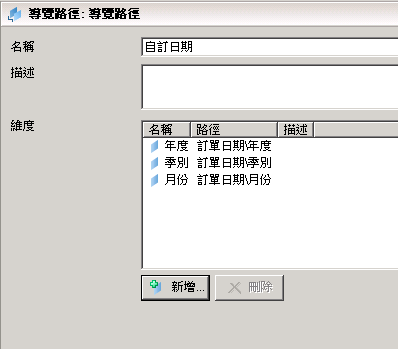 導覽路徑: 導覽路徑
名稱 自訂日期
描述
維度
名稱 路徑 描述
年度 訂單日期\年度
季別 訂單日期\季別
月份 訂單日期\月份
新增... 刪除